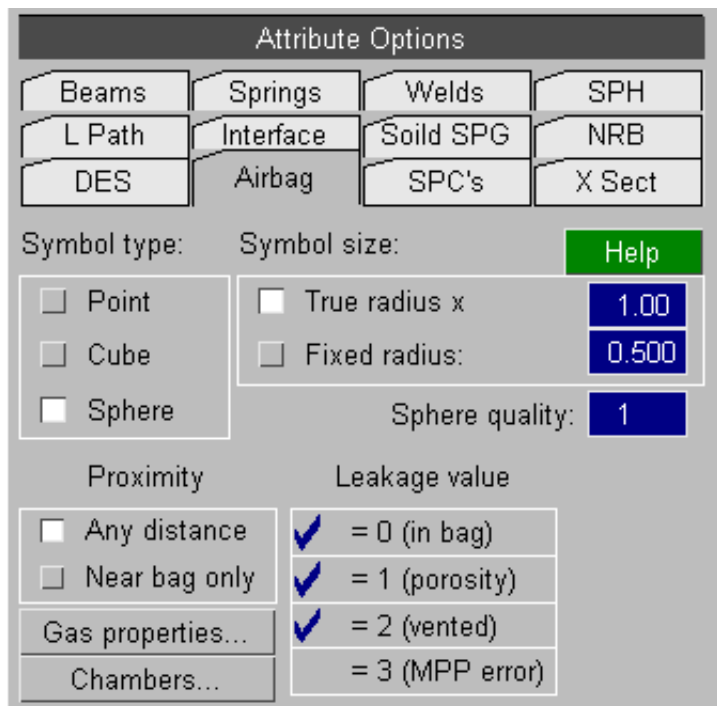 Attribute Options
Beams Springs Welds SPH
L Path Interface Soild SPG NRB
DES Airbag SPC's X Sect
Symbol type: Symbol size: Help
Point True radius x 1.00
Cube Fixed radius: 0.500
Sphere Sphere quality: 1
Proximity Leakage value
Any distance = 0 (in bag)
Near bag only = 1 (porosity)
Gas properties... = 2 (vented)
Chambers... = 3 (MPP error)